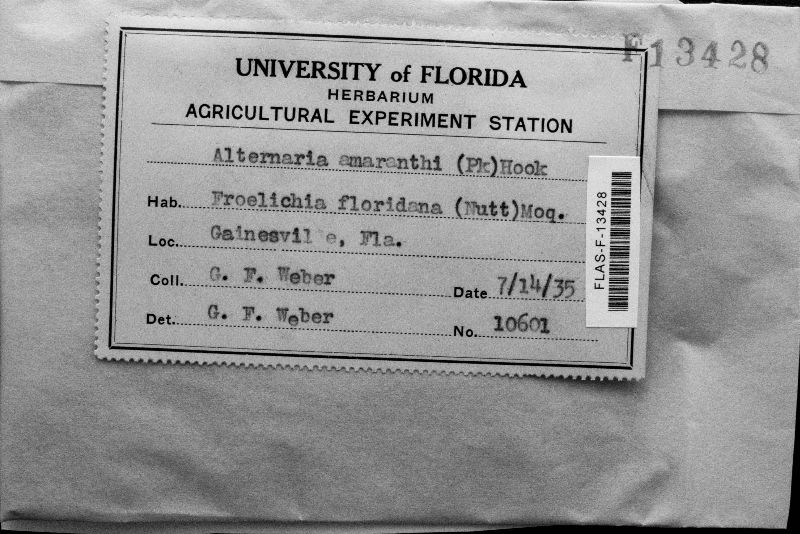 F13428
UNIVERSITY of FLORIDA
HERBARIUM
AGRICULTURAL EXPERIMENT STATION
Alternaria amaranthi (Pk)Hook
Hab. Froelichia floridana (Nutt)Moq.
Loc. Gainesville, Fla.
Coll. G. F. Weber Date 7/14/35
Det. G. F. Weber No. 10601
FLAS-F-13428